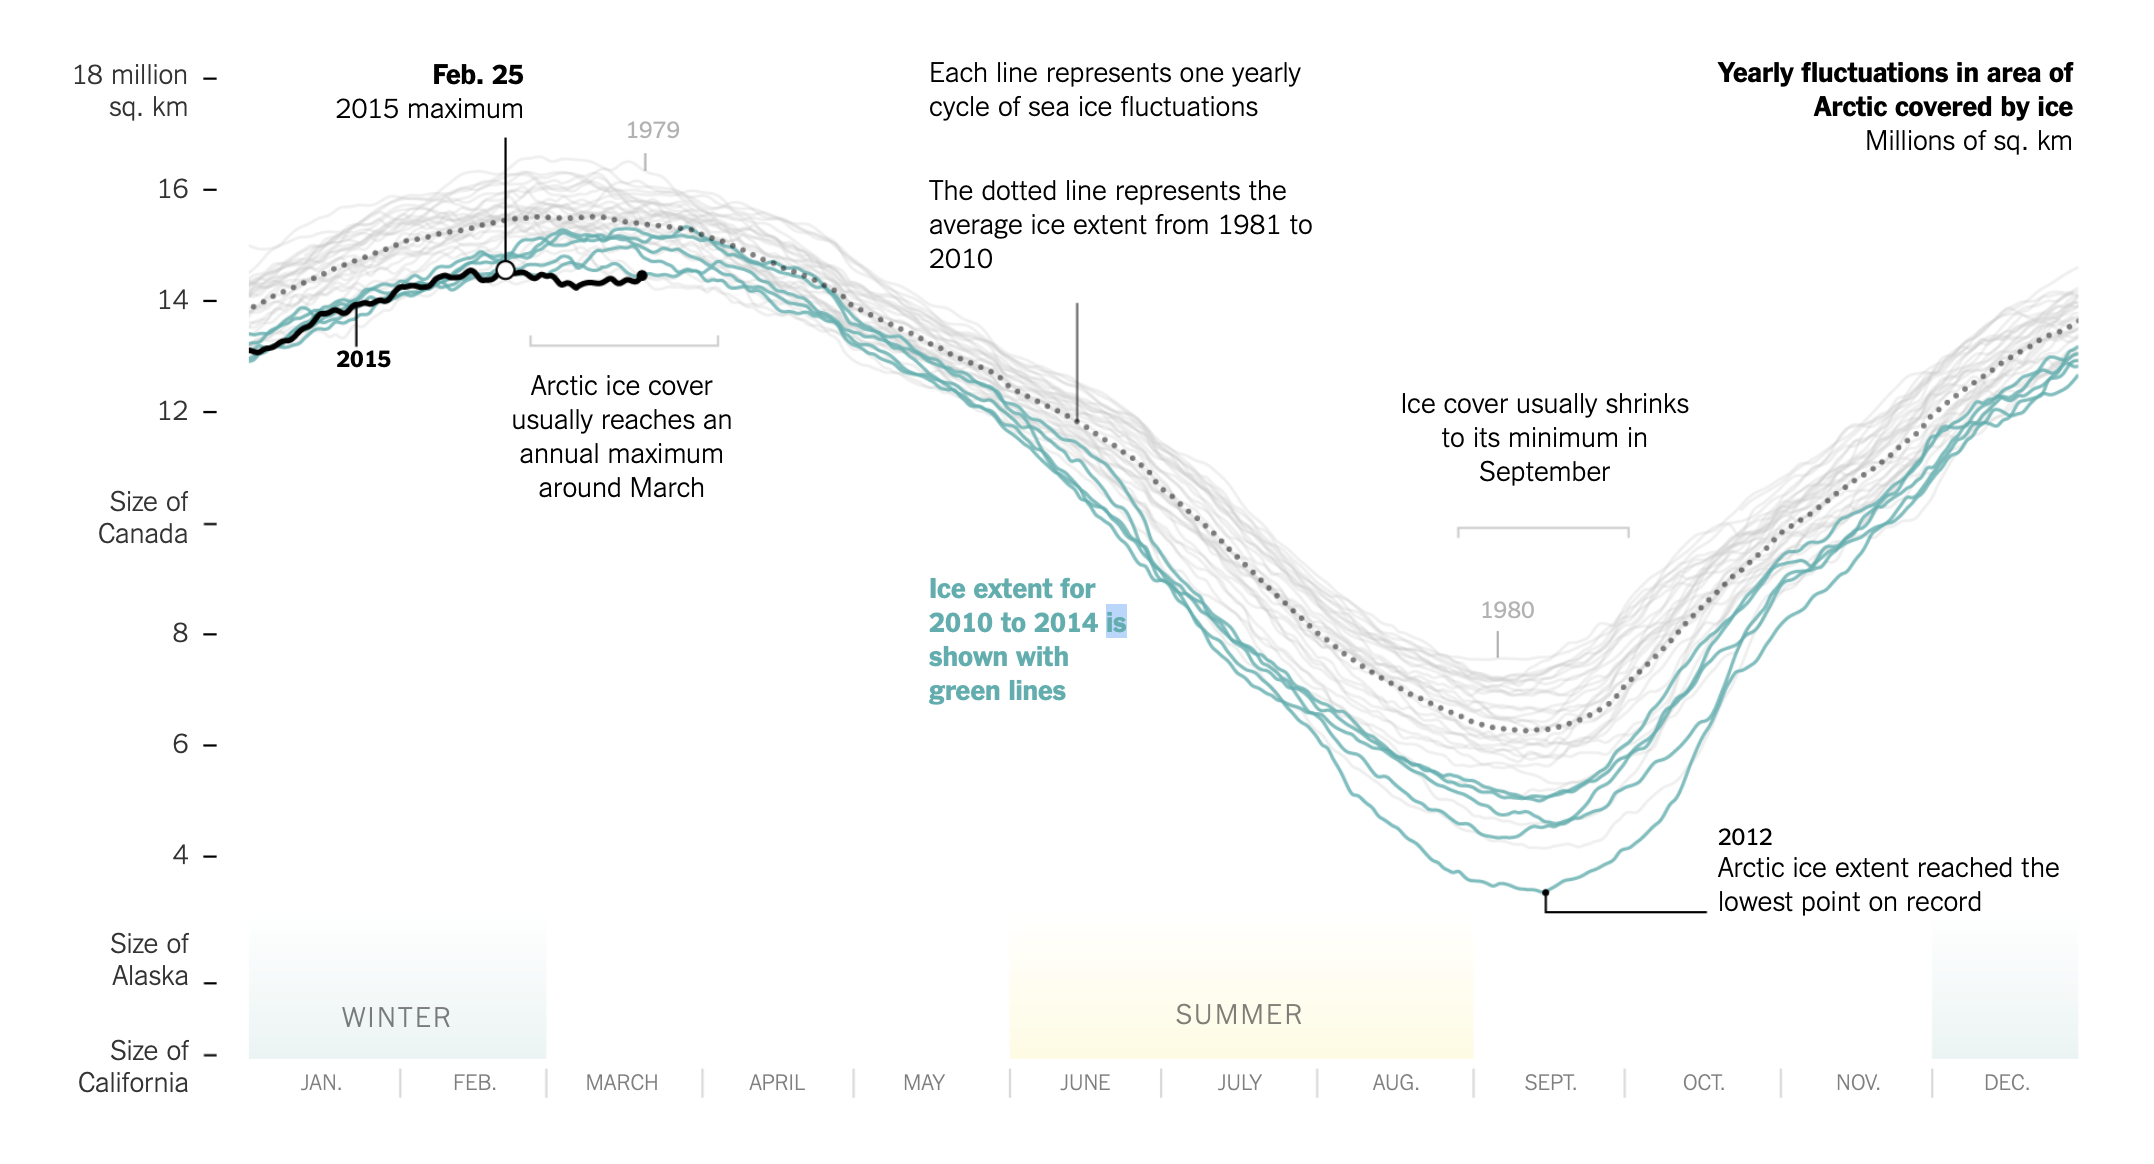 18 million
sq. km
Feb. 25
2015 maximum
1979
Each line represents one yearly
cycle of sea ice fluctuations
Yearly fluctuations in area of
Arctic covered by ice
Millions of sq. km
16
The dotted line represents the
average ice extent from 1981 to
2010
14
2015
Arctic ice cover
usually reaches an
annual maximum
around March
12
Ice cover usually shrinks
to its minimum in
September
Size of
Canada
Ice extent for
2010 to 2014 is
shown with
green lines
1980
8
6
4
2012
Arctic ice extent reached the
lowest point on record
Size of
Alaska
WINTER
SUMMER
Size of
California
JAN.
FEB.
MARCH
APRIL
MAY
JUNE
JULY
AUG.
SEPT.
OCT.
NOV.
DEC.